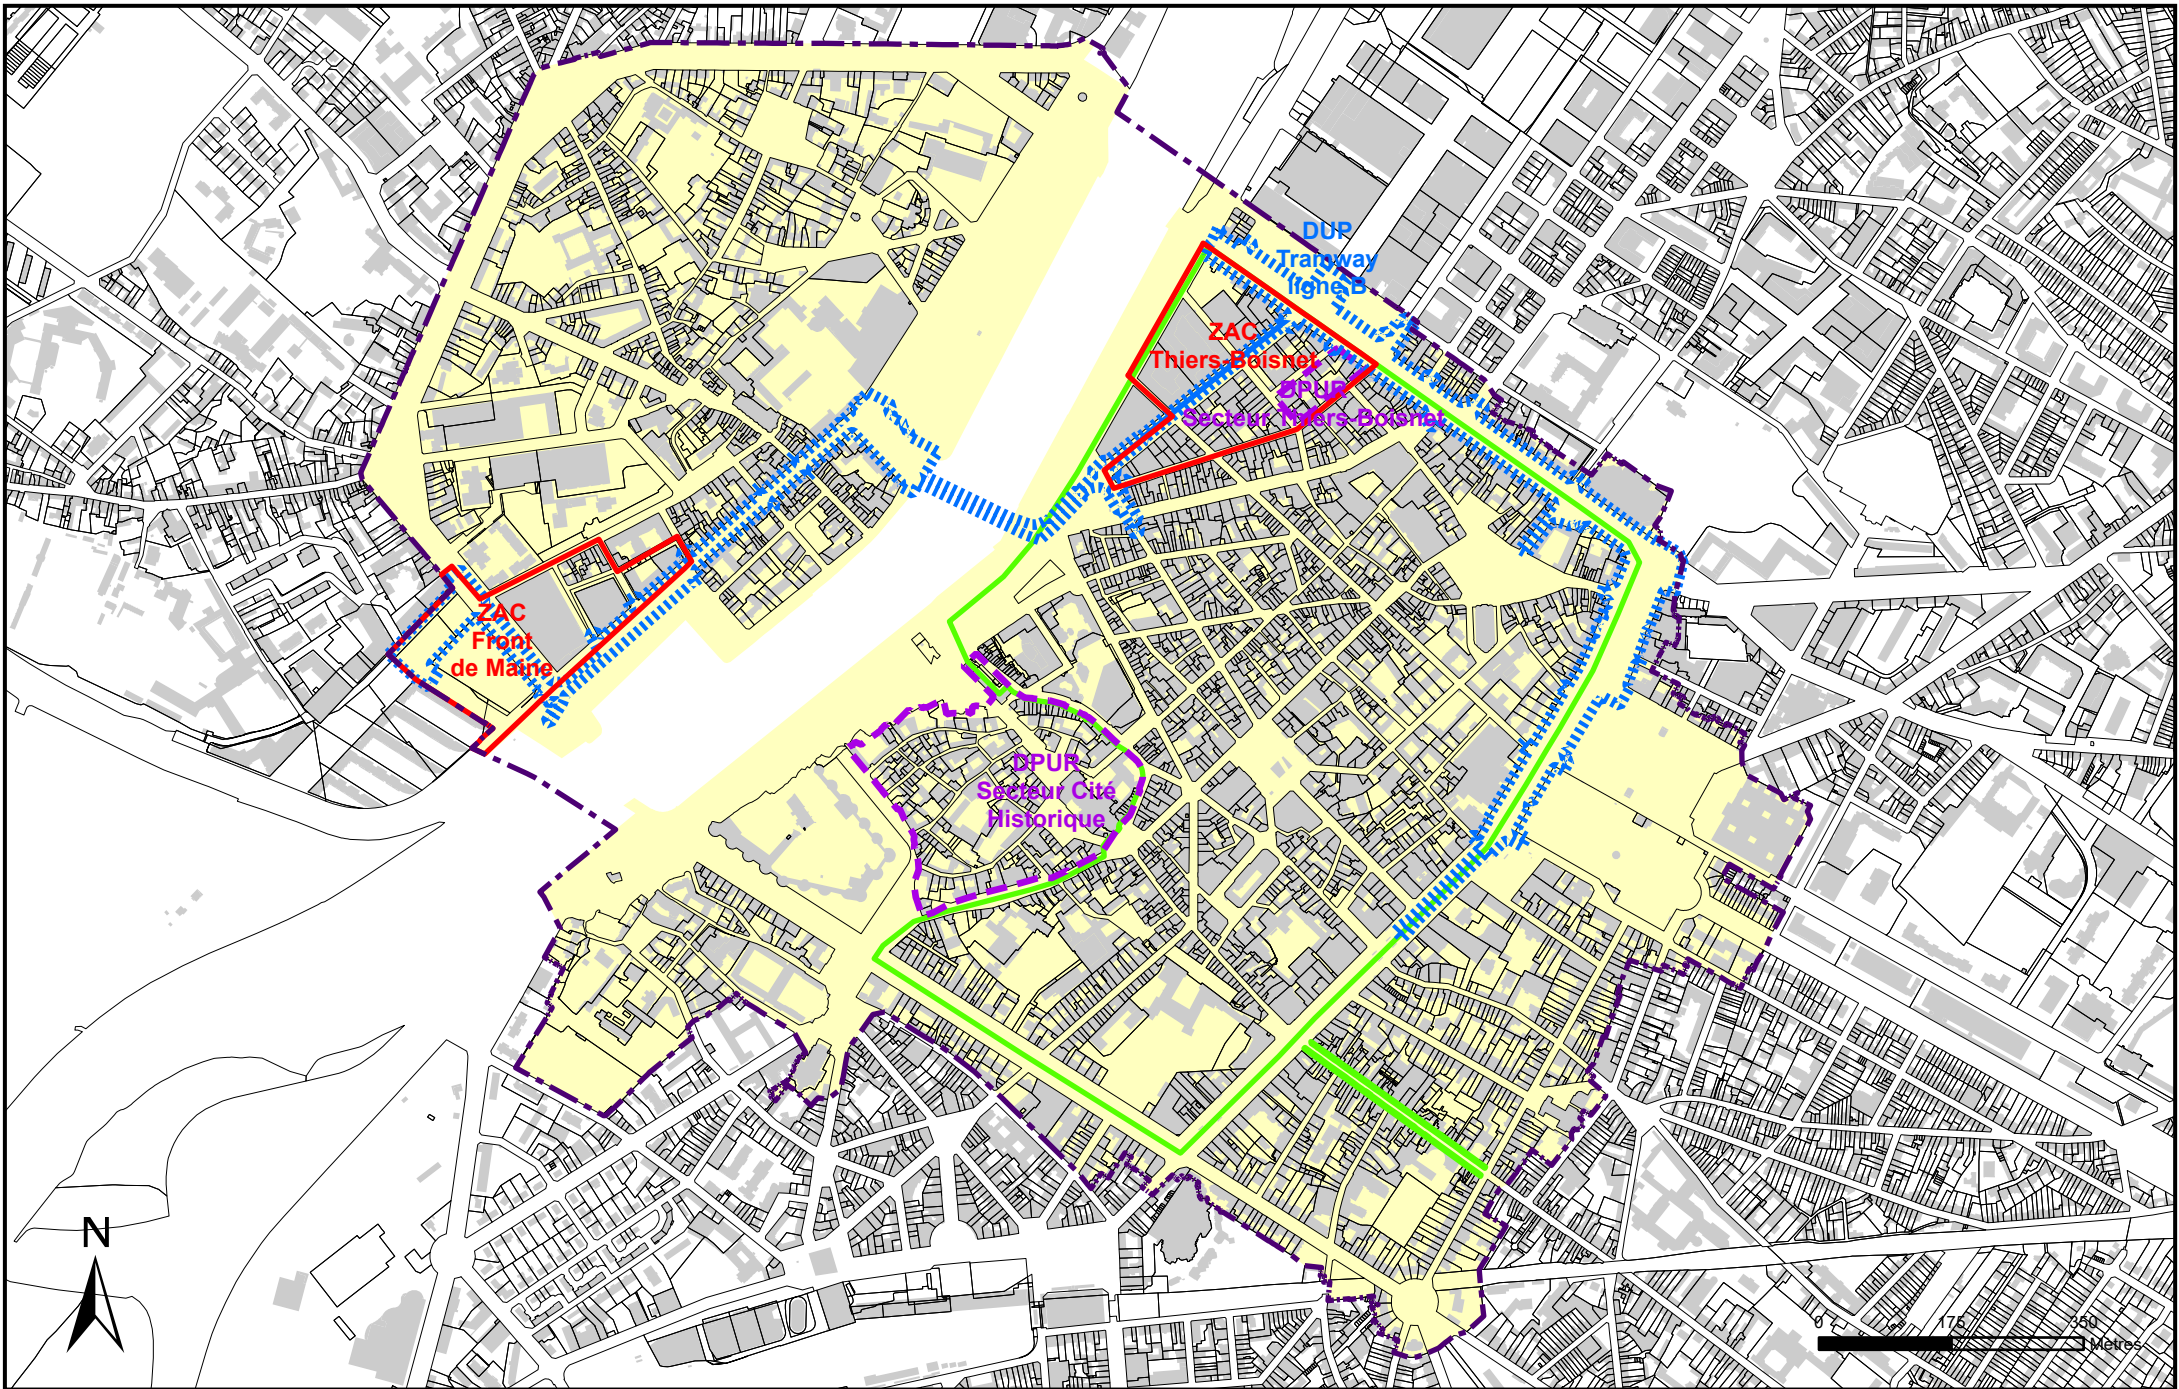 DUP
Tramway
ligne B
ZAC
Thiers-Boisnet
DPUR
Secteur Thiers-Boisnet
ZAC
Front
de Maine
DPUR
Secteur Cité
Historique
N
0 175 350
Mètres